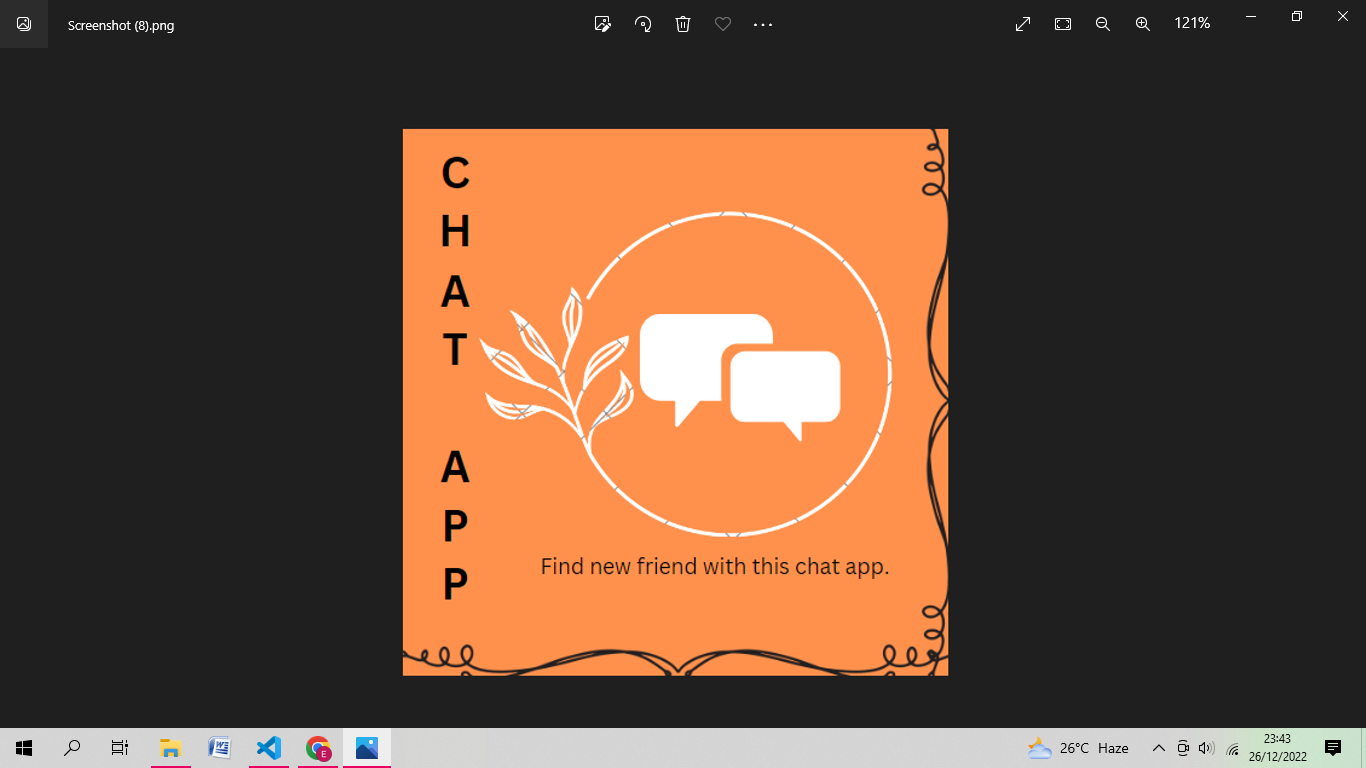 Screenshot (8).png
121%
C
H
A
T
A
P
P
Find new friend with this chat app.
E
26°C Haze
23:43
26/12/2022